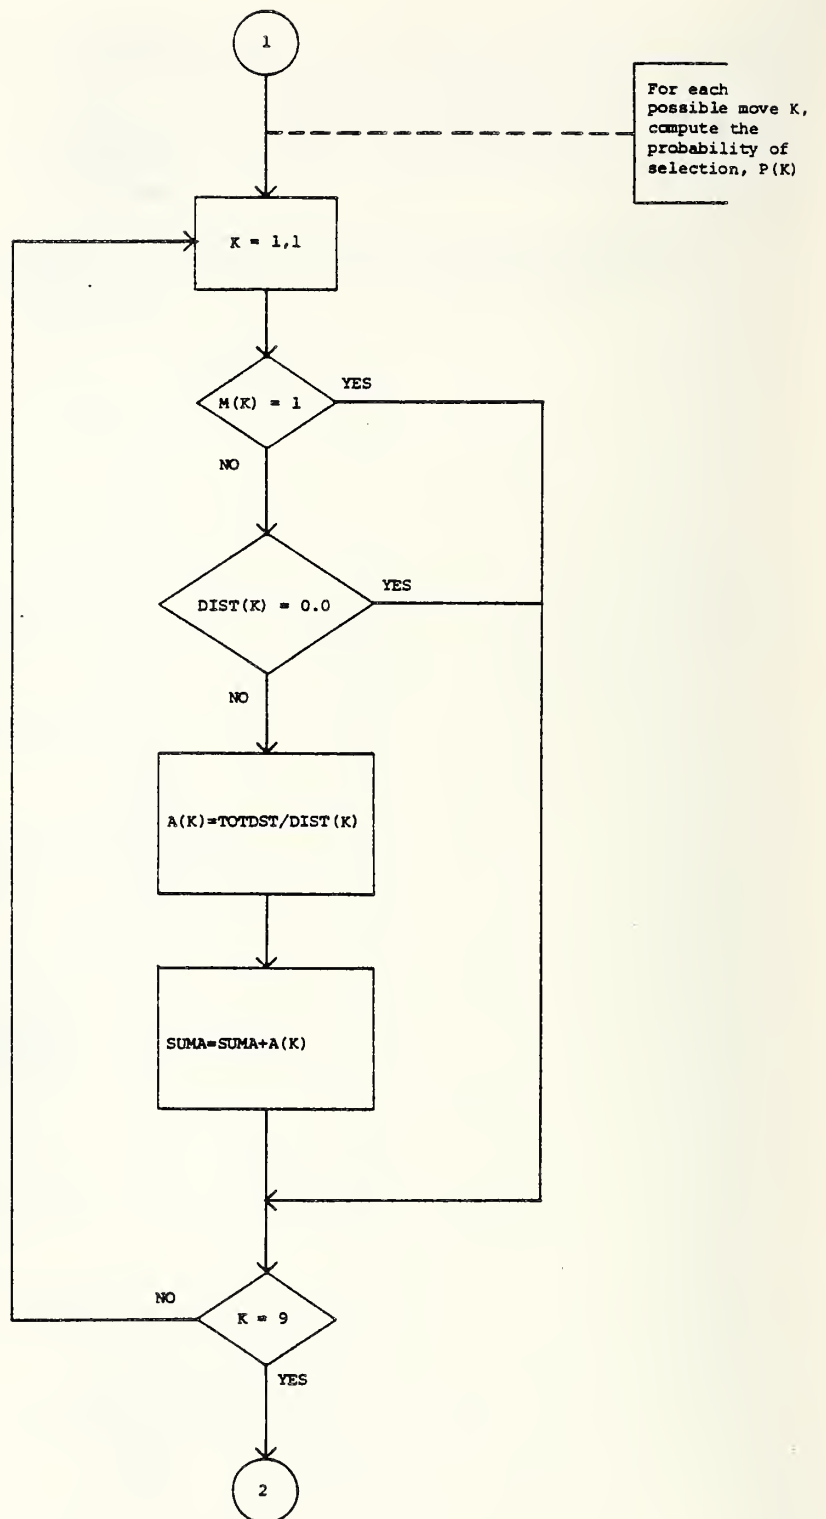 1
For each
possible move K,
compute the
probability of
selection, P(K)
K = 1,1
M(K) = 1
YES
NO
DIST(K) = 0.0
YES
NO
A(K)=TOTDST/DIST(K)
SUMA=SUMA+A(K)
NO
K = 9
YES
2